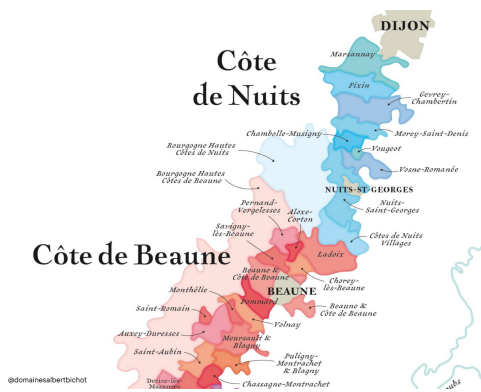 DIJON
Marsannay
Côte
de Nuits
Fixin
Gevrey-
Chambertin
Chambolle-Musigny
Morey-Saint-Denis
Bourgogne Hautes
Côtes de Nuits
Vougeot
Vosne-Romanée
Bourgogne Hautes
Côtes de Beaune
NUITS-ST-GEORGES
Pernand-
Vergelesses
Aloxe-
Corton
Nuits-
Saint-Georges
Savigny-
lès-Beaune
Côtes de Nuits
Villages
Côte de Beaune
Ladoix
Beaune &
Côte de Beaune
Chorey-
lès-Beaune
BEAUNE
Monthélie
Pommard
Saint-Romain
Beaune &
Côte de Beaune
Volnay
Auxey-Duresses
Meursault &
Blagny
Saint-Aubin
Puligny-
Montrachet
& Blagny
@domainesalbertbichot
Chassagne-Montrachet